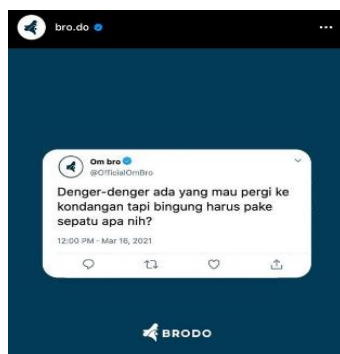 bro.do
Om bro
@OfficialOmBro
Denger-denger ada yang mau pergi ke
kondangan tapi bingung harus pake
sepatu apa nih?
12:00 PM - Mar 16, 2021
BRODO